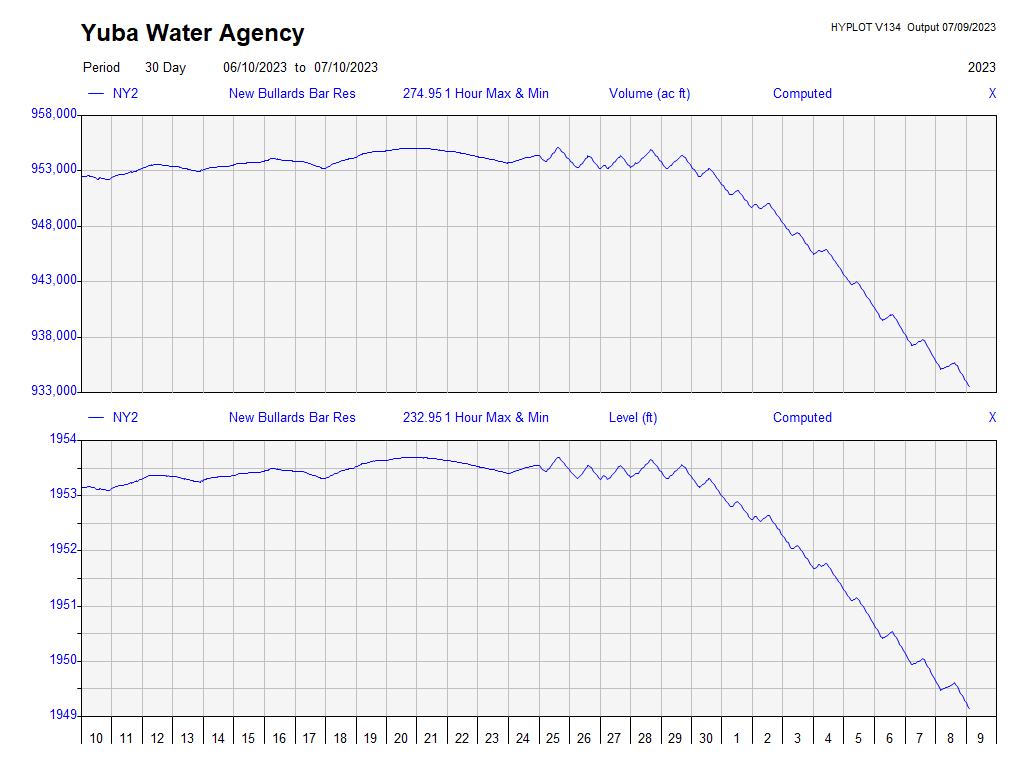 Yuba Water Agency
HYPLOT V134 Output 07/09/2023
Period 30 Day 06/10/2023 to 07/10/2023 2023
NY2 New Bullards Bar Res 274.95 1 Hour Max & Min Volume (ac ft) Computed X
958,000
953,000
948,000
943,000
938,000
933,000
NY2 New Bullards Bar Res 232.95 1 Hour Max & Min Level (ft) Computed X
1954
1953
1952
1951
1950
1949
10 11 12 13 14 15 16 17 18 19 20 21 22 23 24 25 26 27 28 29 30 1 2 3 4 5 6 7 8 9